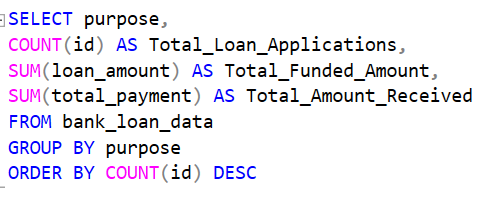 SELECT purpose,
COUNT(id) AS Total_Loan_Applications,
SUM(loan_amount) AS Total_Funded_Amount,
SUM(total_payment) AS Total_Amount_Received
FROM bank_loan_data
GROUP BY purpose
ORDER BY COUNT(id) DESC